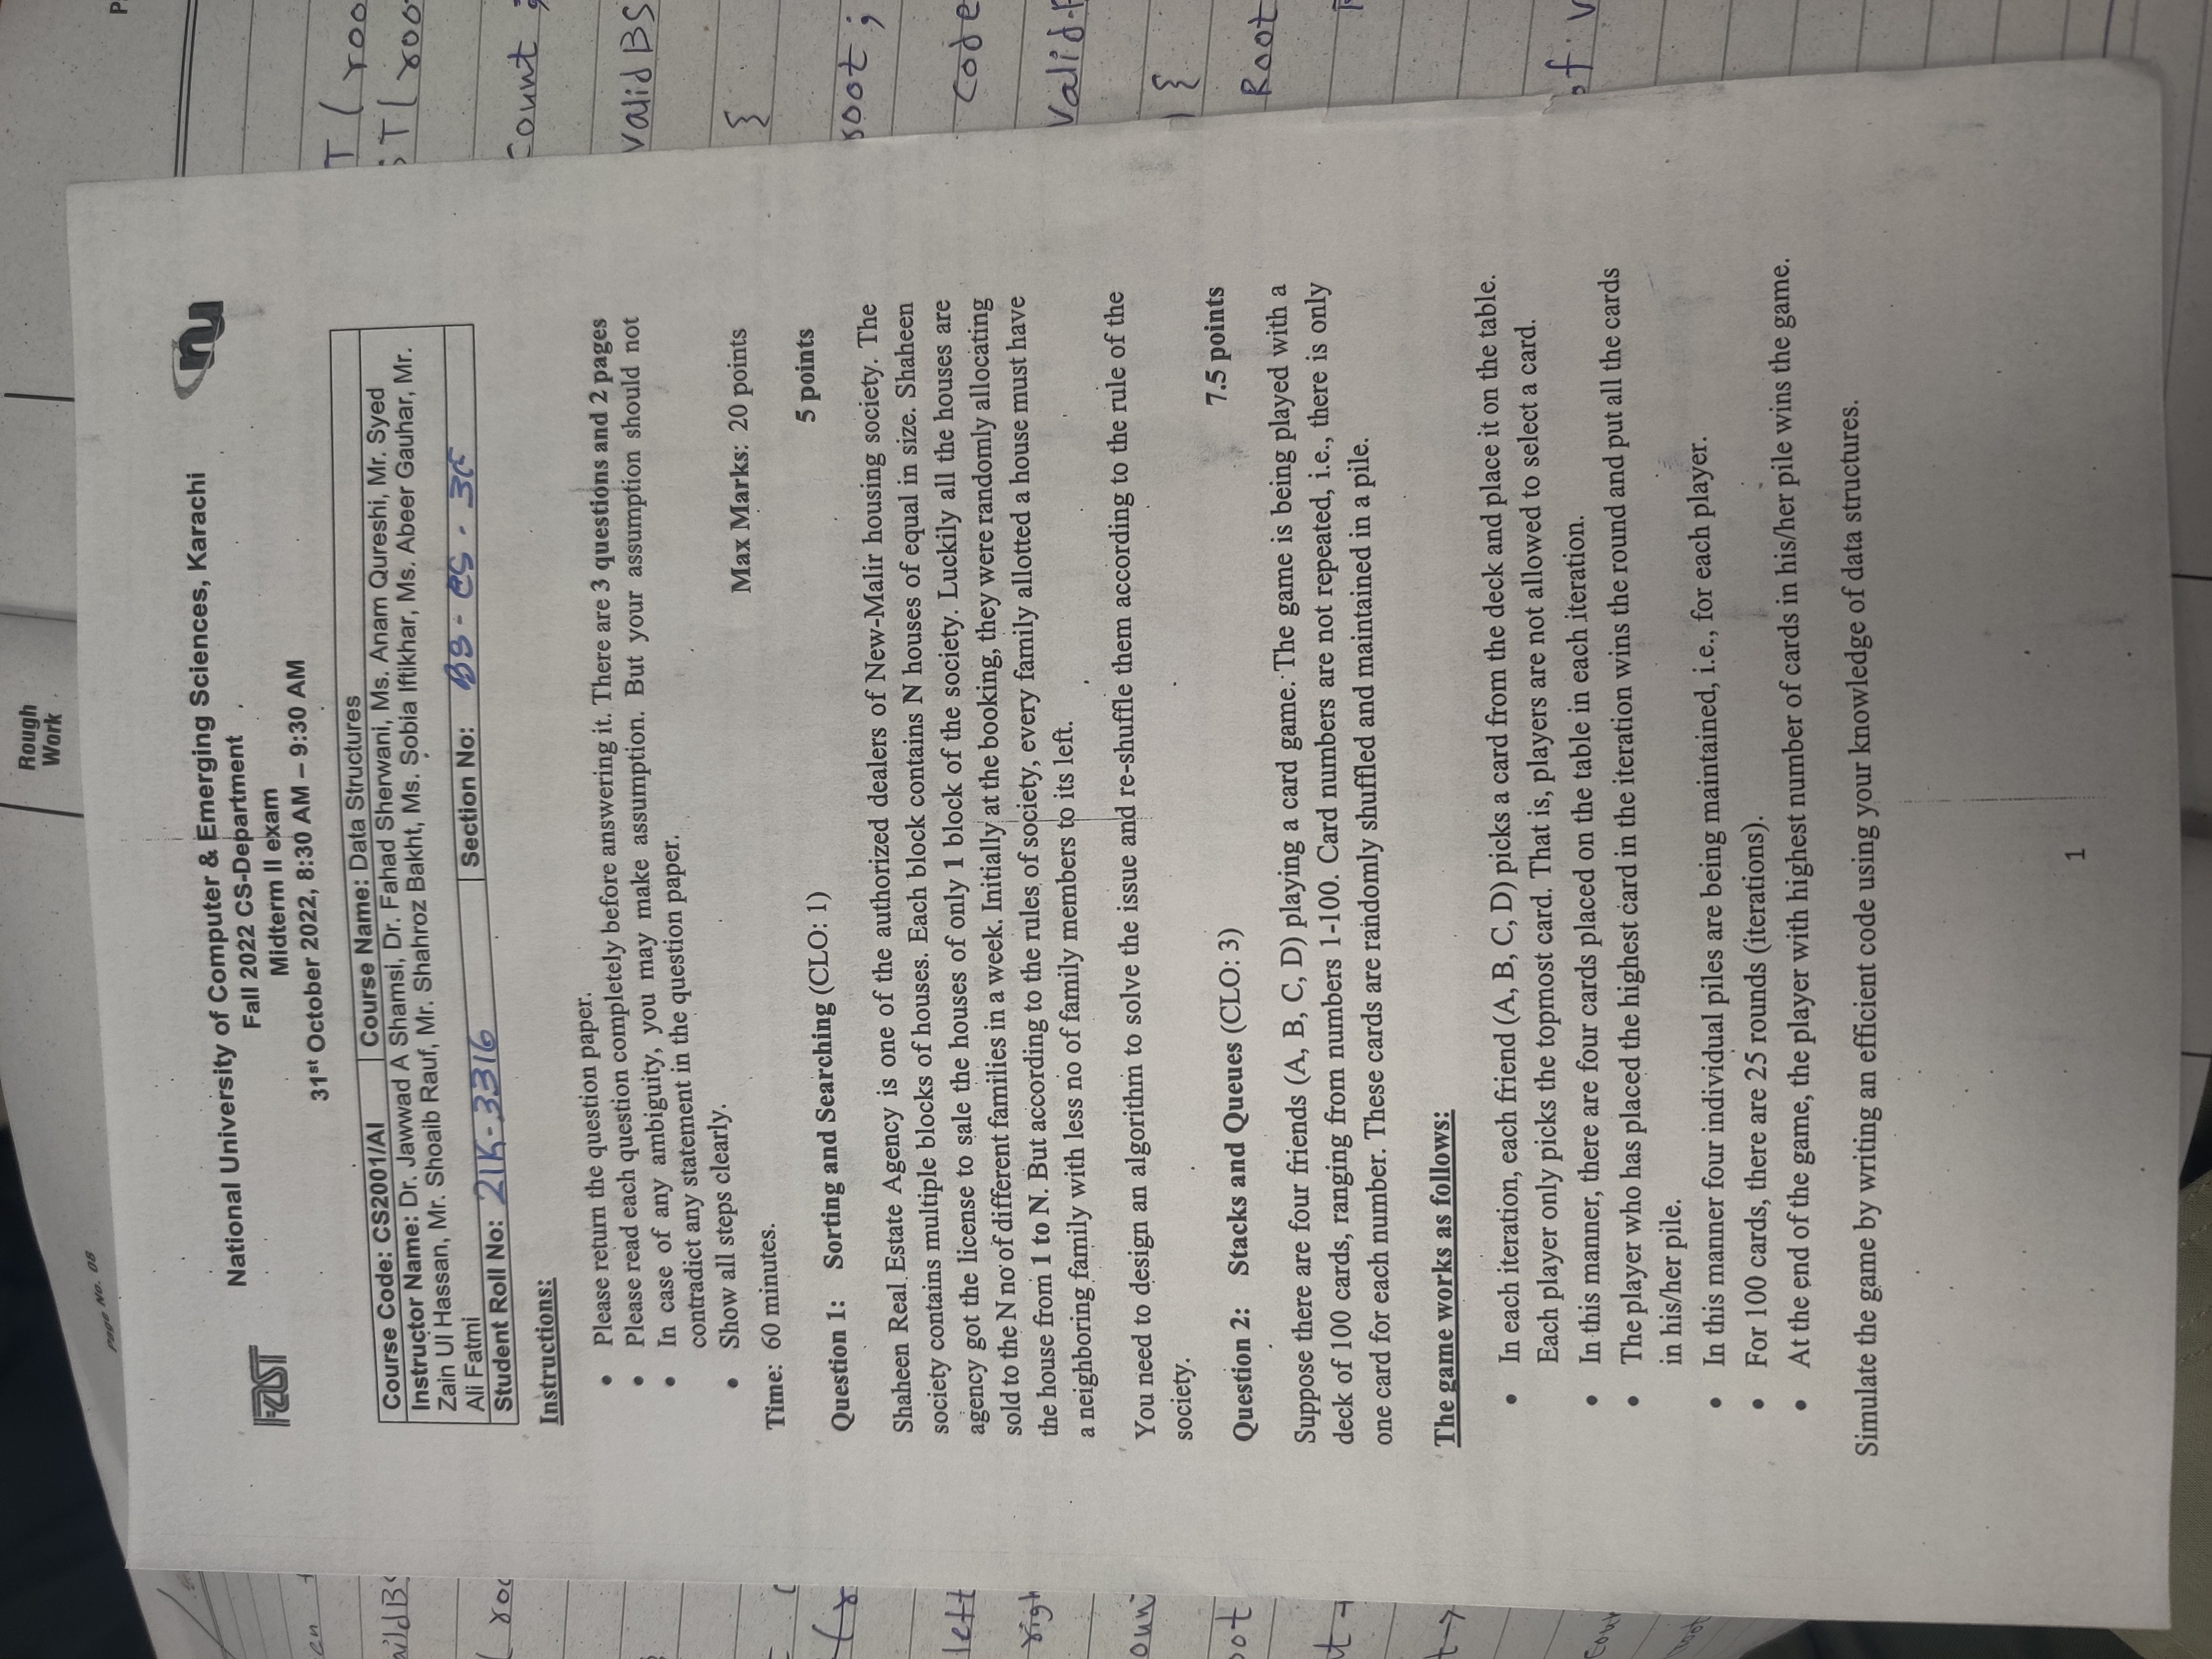 Rough
Work
Page No. 08
National University of Computer & Emerging Sciences, Karachi
Fall 2022 CS-Department
Midterm II exam
31st October 2022, 8:30 AM – 9:30 AM
FAST
nu
Course Code: CS2001/AI Course Name: Data Structures
Instructor Name: Dr. Jawwad A Shamsi, Dr. Fahad Sherwani, Ms. Anam Qureshi, Mr. Syed
Zain Ul Hassan, Mr. Shoaib Rauf, Mr. Shahroz Bakht, Ms. Sobia Iftikhar, Ms. Abeer Gauhar, Mr.
Ali Fatmi
Student Roll No: 21K-3316 Section No: BS-CS-
Instructions:
• Please return the question paper.
• Please read each question completely before answering it. There are 3 questions and 2 pages
• In case of any ambiguity, you may make assumption. But your assumption should not
contradict any statement in the question paper.
• Show all steps clearly.
Time: 60 minutes. Max Marks: 20 points
Question 1: Sorting and Searching (CLO: 1) 5 points
Shaheen Real Estate Agency is one of the authorized dealers of New-Malir housing society. The
society contains multiple blocks of houses. Each block contains N houses of equal in size. Shaheen
agency got the license to sale the houses of only 1 block of the society. Luckily all the houses are
sold to the N no of different families in a week. Initially at the booking, they were randomly allocating
the house from 1 to N. But according to the rules of society, every family allotted a house must have
a neighboring family with less no of family members to its left.
You need to design an algorithm to solve the issue and re-shuffle them according to the rule of the
society.
Question 2: Stacks and Queues (CLO: 3) 7.5 points
Suppose there are four friends (A, B, C, D) playing a card game. The game is being played with a
deck of 100 cards, ranging from numbers 1-100. Card numbers are not repeated, i.e., there is only
one card for each number. These cards are randomly shuffled and maintained in a pile.
The game works as follows:
• In each iteration, each friend (A, B, C, D) picks a card from the deck and place it on the table.
Each player only picks the topmost card. That is, players are not allowed to select a card.
• In this manner, there are four cards placed on the table in each iteration.
• The player who has placed the highest card in the iteration wins the round and put all the cards
in his/her pile.
• In this manner four individual piles are being maintained, i.e., for each player.
• For 100 cards, there are 25 rounds (iterations).
• At the end of the game, the player with highest number of cards in his/her pile wins the game.
Simulate the game by writing an efficient code using your knowledge of data structures.
1
left
T ( roo
ST( roo
Count ;
Valid BS
{
root ;
code
Valid
{
Root
of v